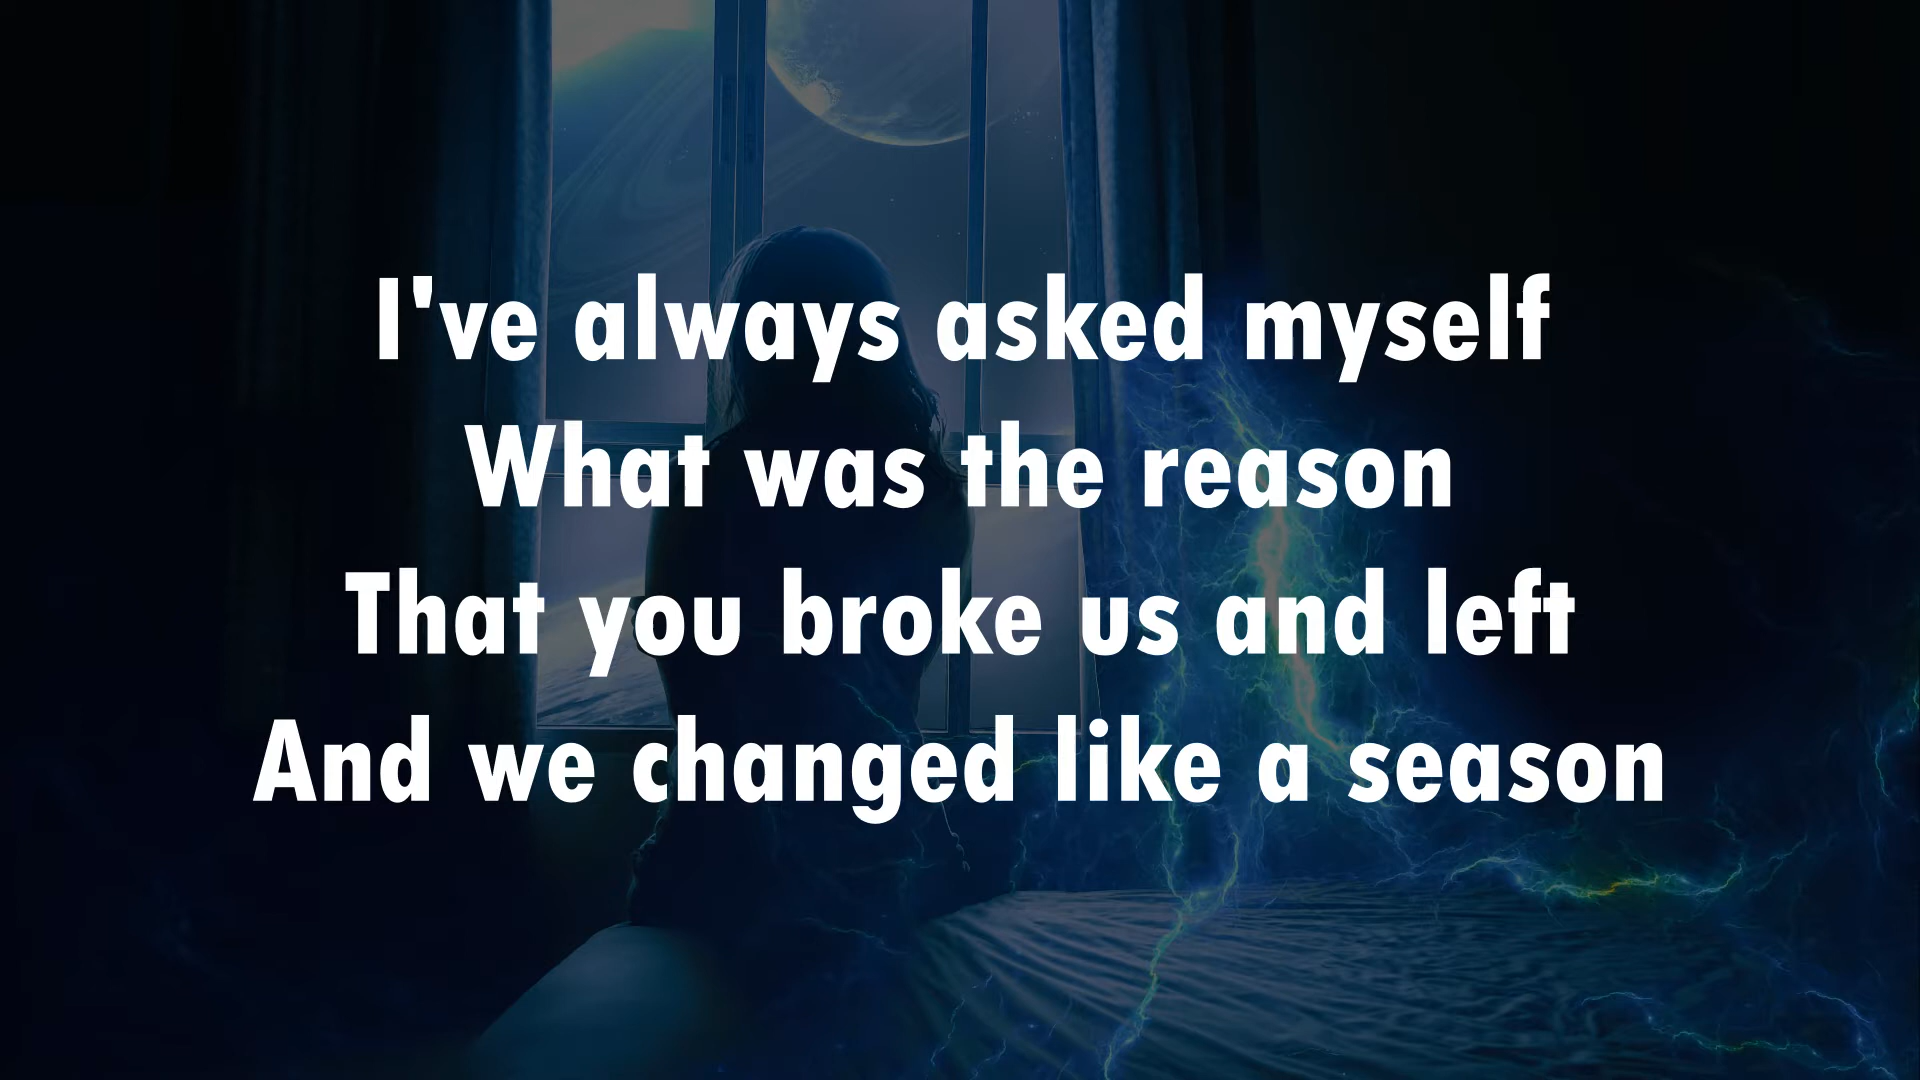 I've always asked myself
What was the reason
That you broke us and left
And we changed like a season